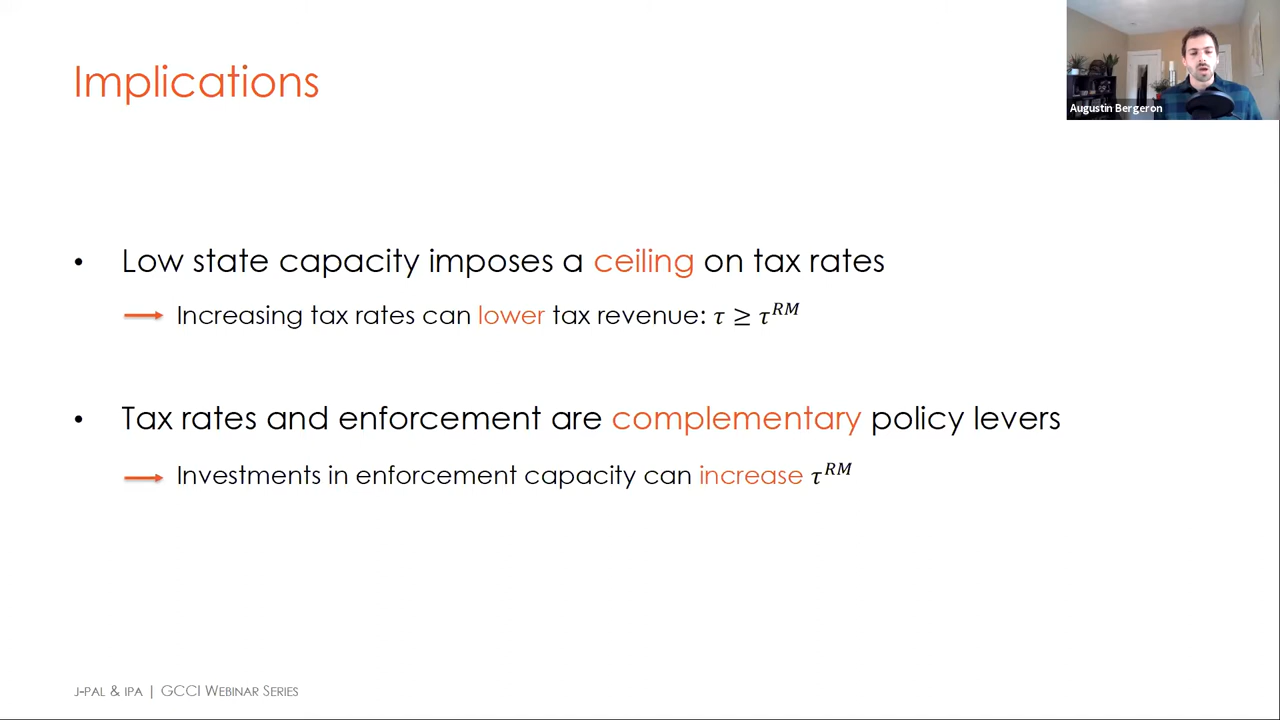 Implications
Augustin Bergeron
• Low state capacity imposes a ceiling on tax rates
Increasing tax rates can lower tax revenue: τ ≥ τ^RM
• Tax rates and enforcement are complementary policy levers
Investments in enforcement capacity can increase τ^RM
J-PAL & IPA | GCCI WEBINAR SERIES